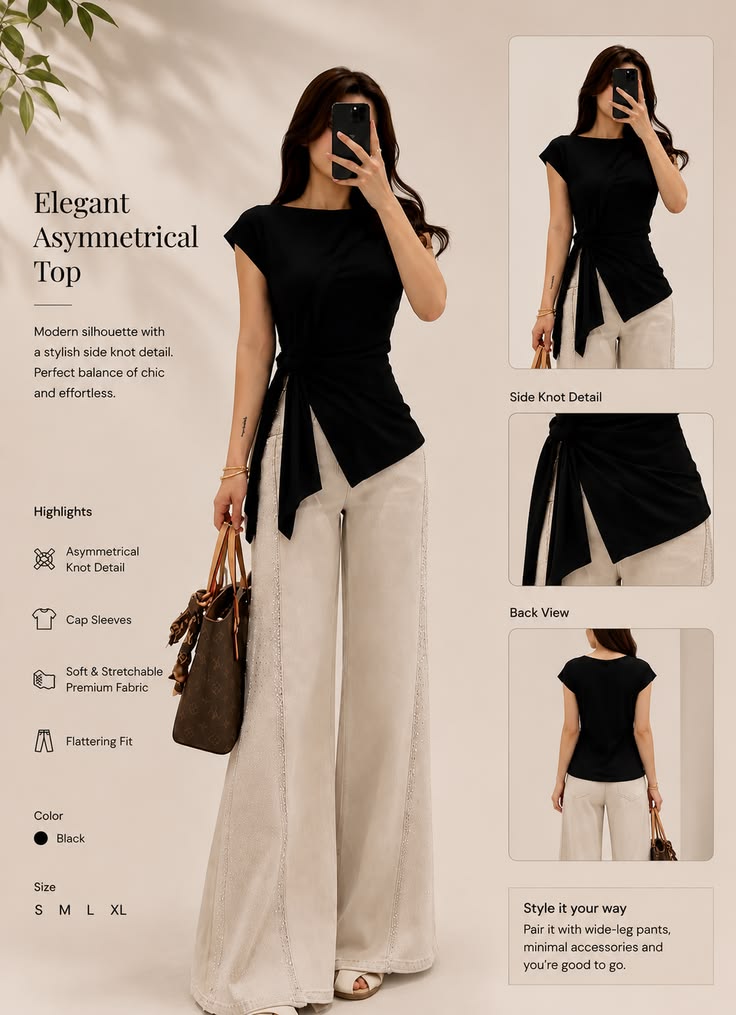 Elegant
Asymmetrical
Top
Modern silhouette with
a stylish side knot detail.
Perfect balance of chic
and effortless.
Highlights
Asymmetrical
Knot Detail
Cap Sleeves
Soft & Stretchable
Premium Fabric
Flattering Fit
Color
Black
Size
S M L XL
Side Knot Detail
Back View
Style it your way
Pair it with wide-leg pants,
minimal accessories and
you're good to go.